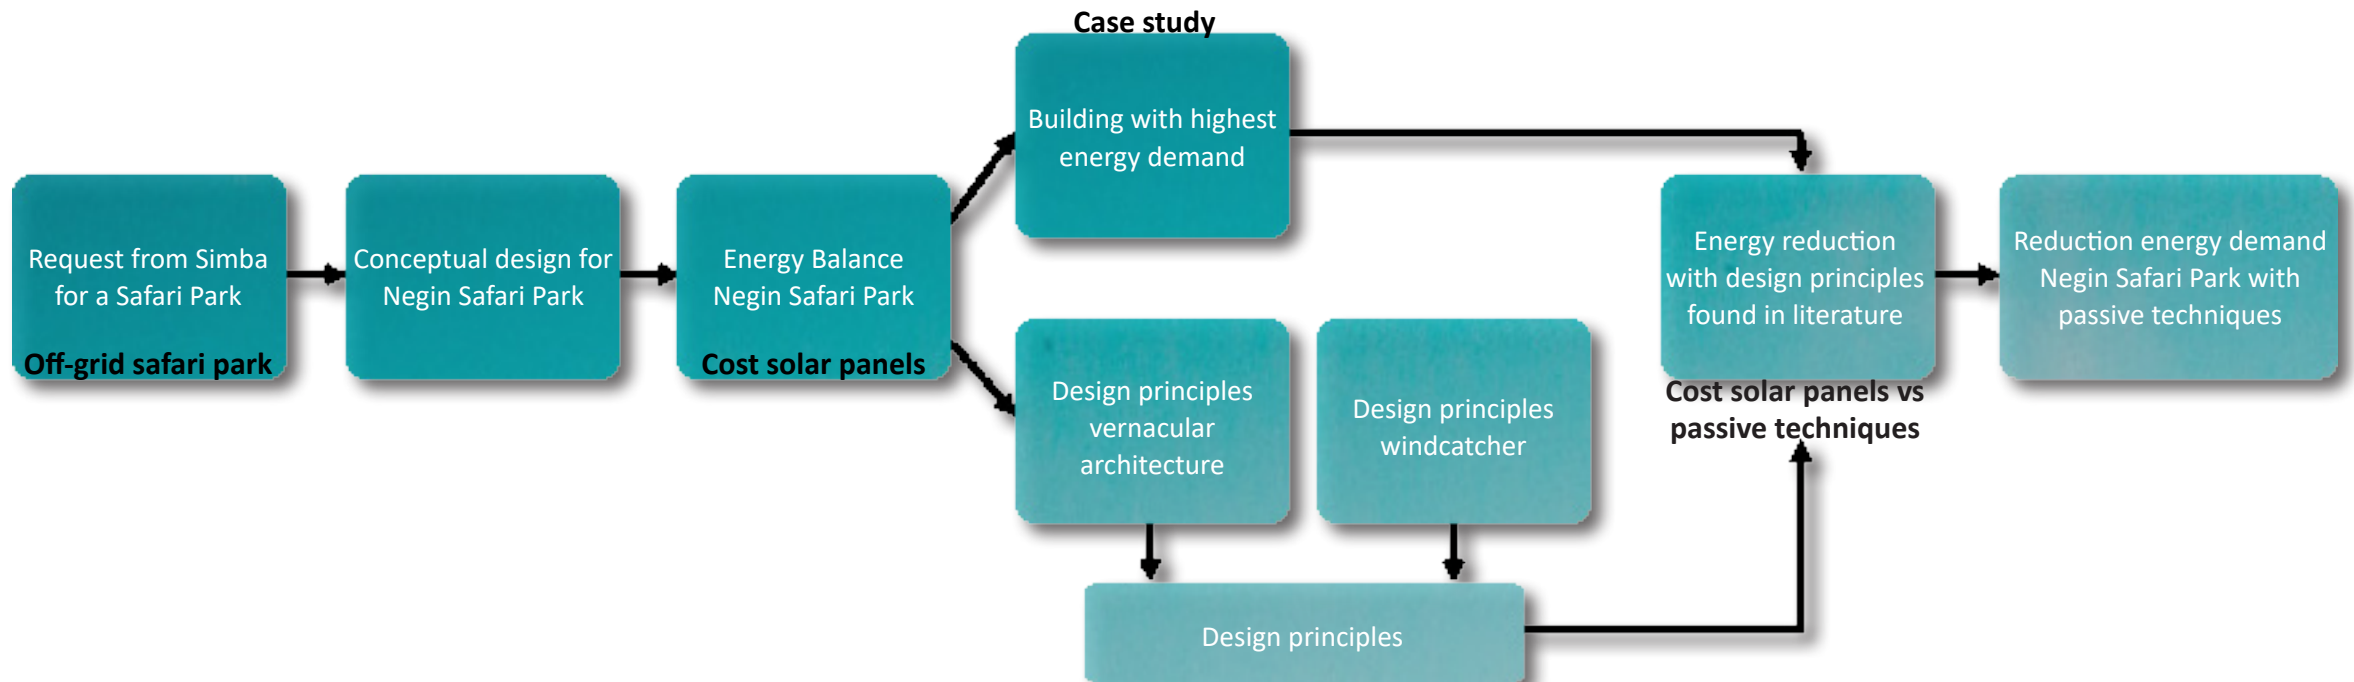 Request from Simba
for a Safari Park
Off-grid safari park
Conceptual design for
Negin Safari Park
Energy Balance
Negin Safari Park
Cost solar panels
Case study
Building with highest
energy demand
Design principles
vernacular
architecture
Design principles
windcatcher
Design principles
Energy reduction
with design principles
found in literature
Cost solar panels vs
passive techniques
Reduction energy demand
Negin Safari Park with
passive techniques